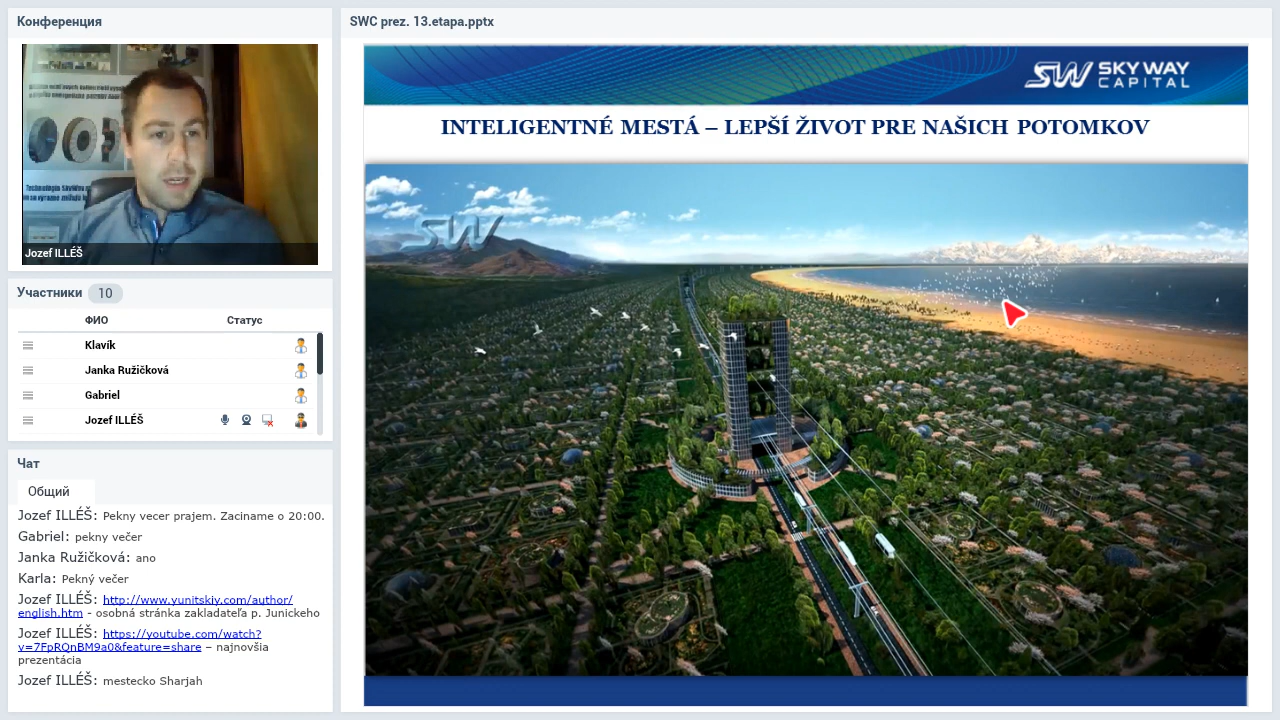 Конференция
Jozef ILLÉŠ
Участники 10
ФИО Статус
Klavík
Janka Ružičková
Gabriel
Jozef ILLÉŠ
Чат
Общий
Jozef ILLÉŠ: Pekny vecer prajem. Zaciname o 20:00.
Gabriel: pekny večer
Janka Ružičková: ano
Karla: Pekný večer
Jozef ILLÉŠ: http://www.yunitskiy.com/author/
english.htm - osobná stránka zakladateľa p. Junickeho
Jozef ILLÉŠ: https://youtube.com/watch?
v=7FpRQnBM9a0&feature=share – najnovšia
prezentácia
Jozef ILLÉŠ: mestecko Sharjah
SWC prez. 13.etapa.pptx
SW SKY WAY
CAPITAL
INTELIGENTNÉ MESTÁ – LEPŠÍ ŽIVOT PRE NAŠICH POTOMKOV
SW